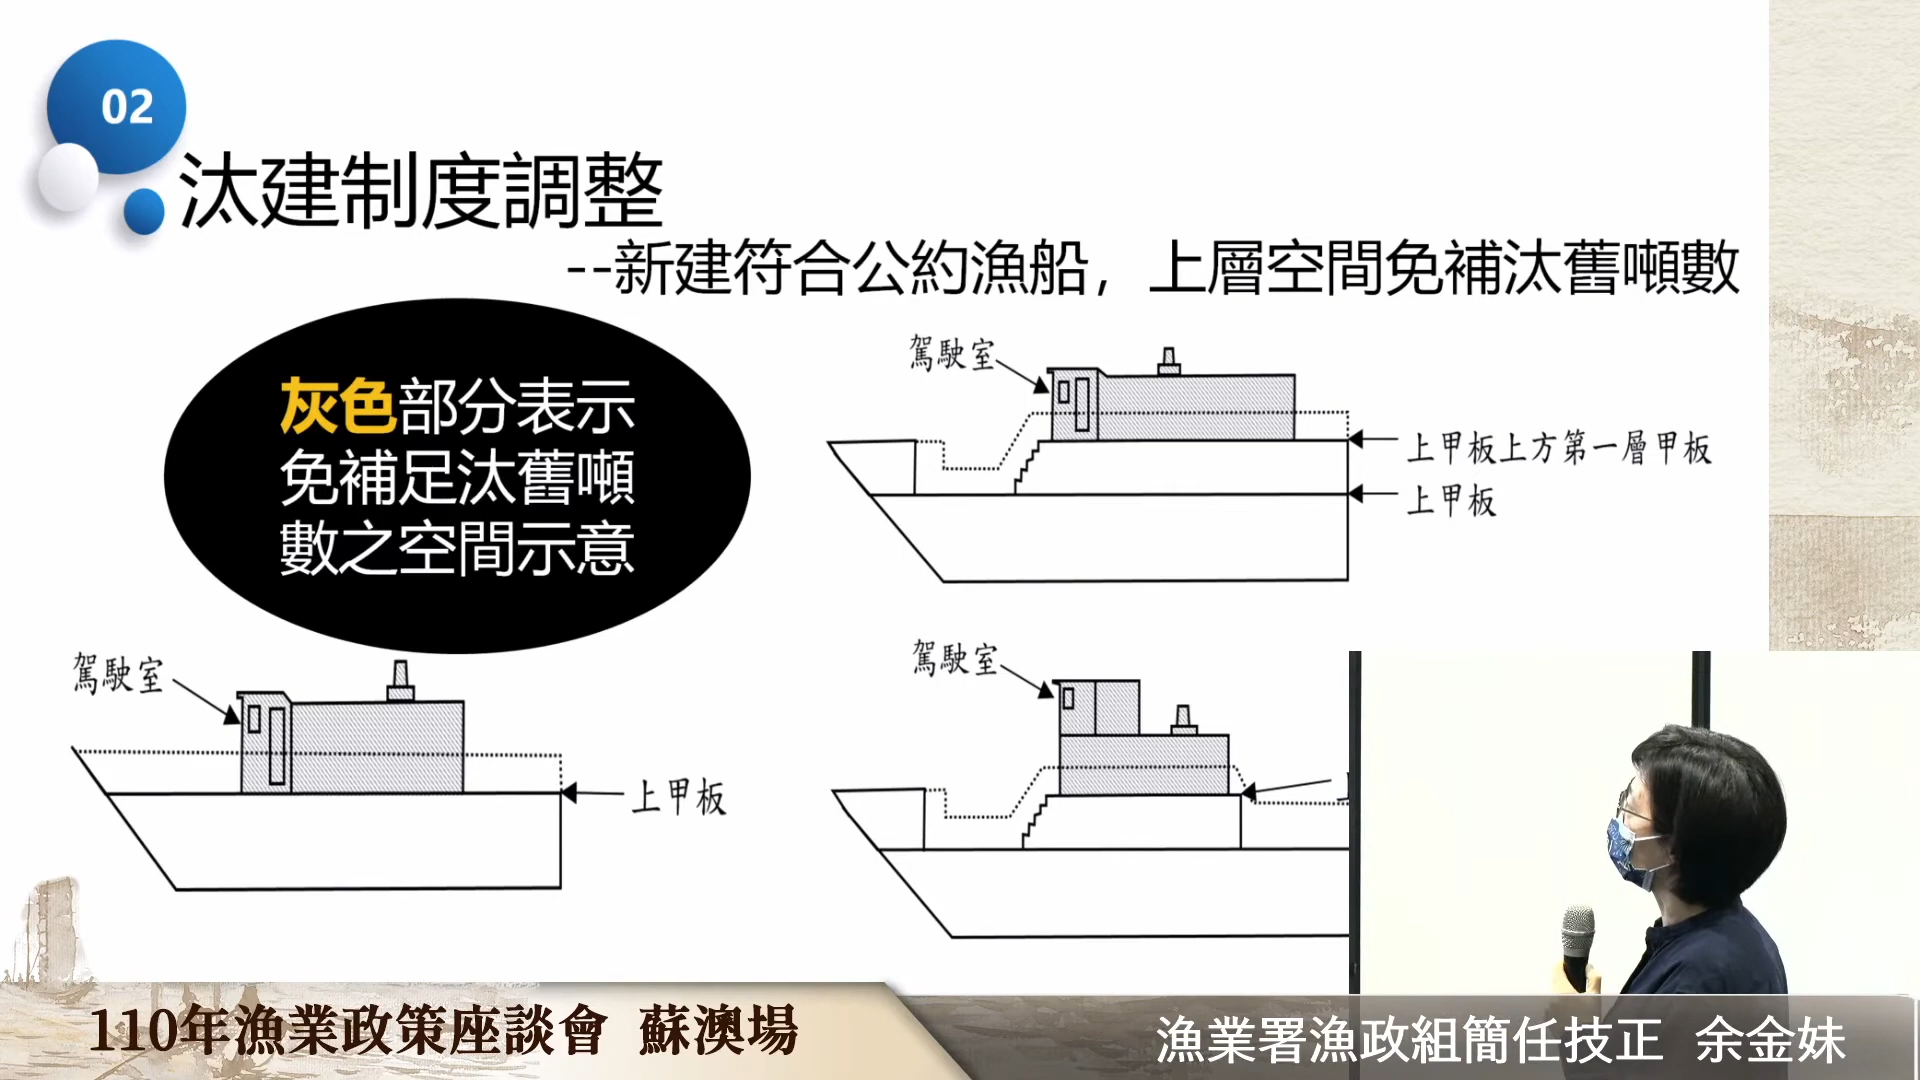 02
汰建制度調整
--新建符合公約漁船，上層空間免補汰舊噸數
灰色部分表示
免補足汰舊噸
數之空間示意
駕駛室
上甲板上方第一層甲板
上甲板
駕駛室
上甲板
駕駛室
110年漁業政策座談會 蘇澳場
漁業署漁政組簡任技正 余金妹